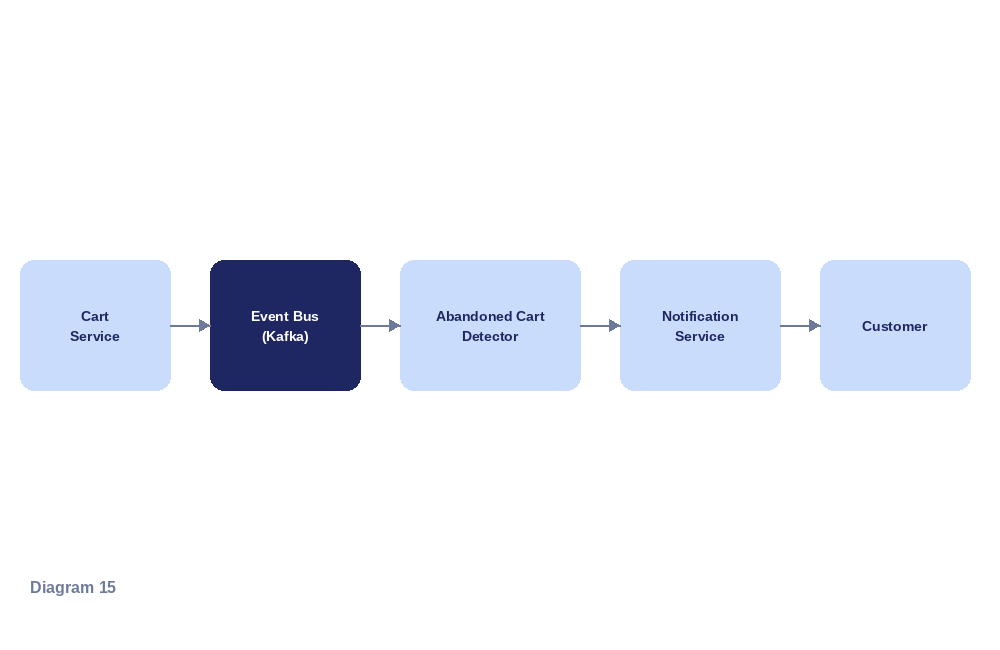 Cart
Service
Event Bus
(Kafka)
Abandoned Cart
Detector
Notification
Service
Customer
Diagram 15